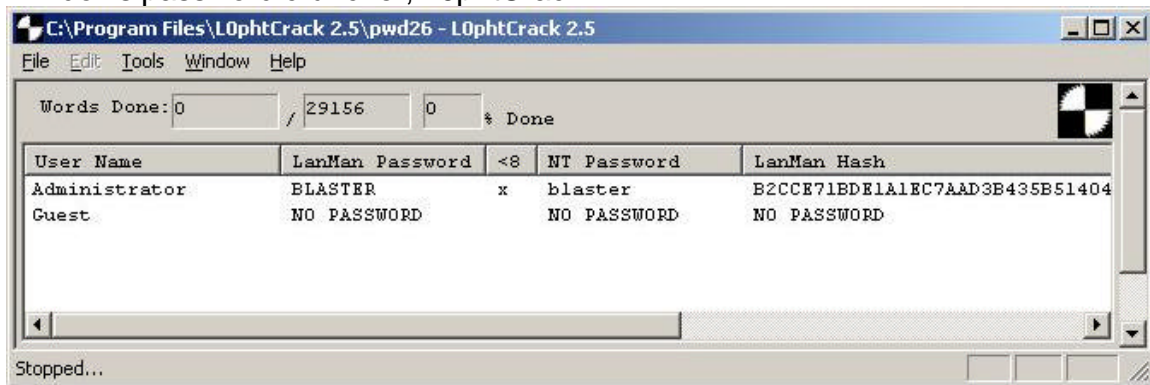 C:\Program Files\L0phtCrack 2.5\pwd26 - L0phtCrack 2.5
File Edit Tools Window Help
Words Done: 0 / 29156 0 % Done
User Name LanMan Password <8 NT Password LanMan Hash
Administrator BLASTER x blaster B2CCE71BDE1A1EC7AAD3B435B51404
Guest NO PASSWORD NO PASSWORD NO PASSWORD
Stopped...